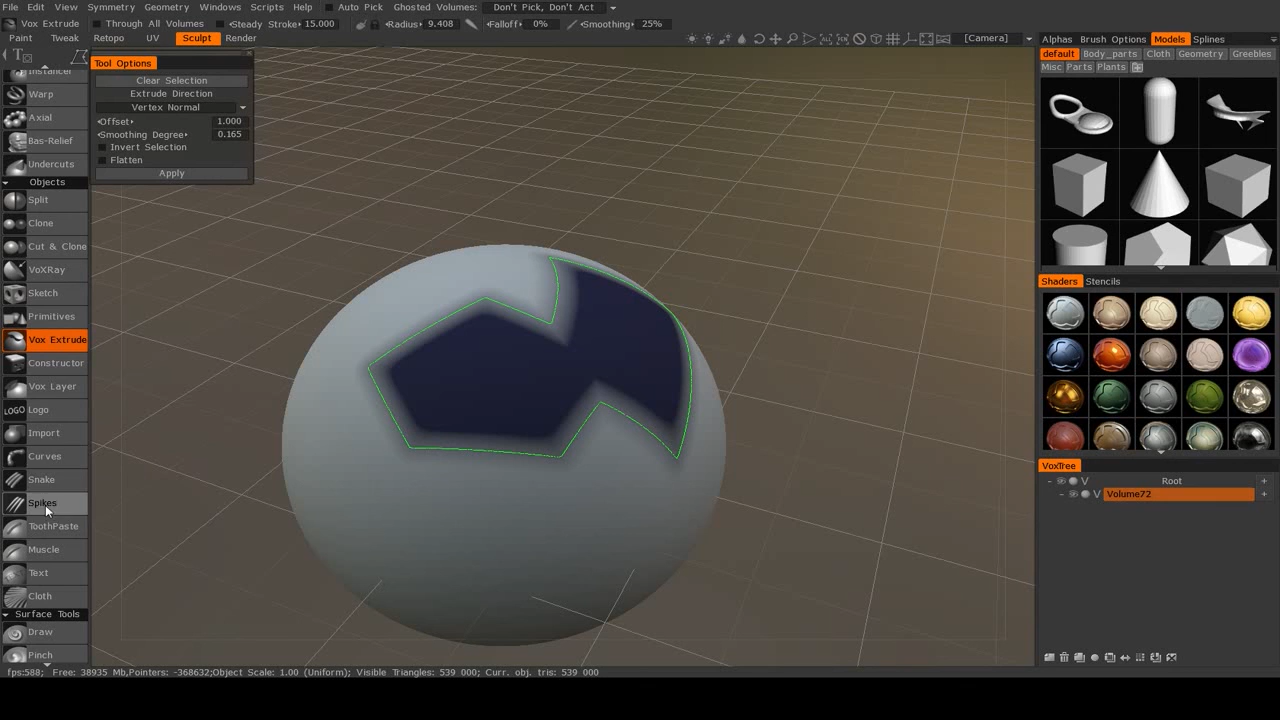 File Edit View Symmetry Geometry Windows Scripts Help Auto Pick Ghosted Volumes: Don't Pick, Don't Act
Vox Extrude Through All Volumes Steady Stroke 15.000 Radius 9.408 Falloff 0% Smoothing 25%
Paint Tweak Retopo UV Sculpt Render [Camera]
Warp
Axial
Bas-Relief
Undercuts
Objects
Split
Clone
Cut & Clone
VoXRay
Sketch
Primitives
Vox Extrude
Constructor
Vox Layer
LOGO Logo
Import
Curves
Snake
Spikes
ToothPaste
Muscle
Text
Cloth
Surface Tools
Draw
Pinch
Tool Options
Clear Selection
Extrude Direction
Vertex Normal
Offset 1.000
Smoothing Degree 0.165
Invert Selection
Flatten
Apply
Alphas Brush Options Models Splines
default Body_parts Cloth Geometry Greebles
Misc Parts Plants
Shaders Stencils
VoxTree
V Root +
V Volume72 +
fps:588; Free: 38935 Mb,Pointers: -368632;Object Scale: 1.00 (Uniform); Visible Triangles: 539 000; Curr. obj. tris: 539 000